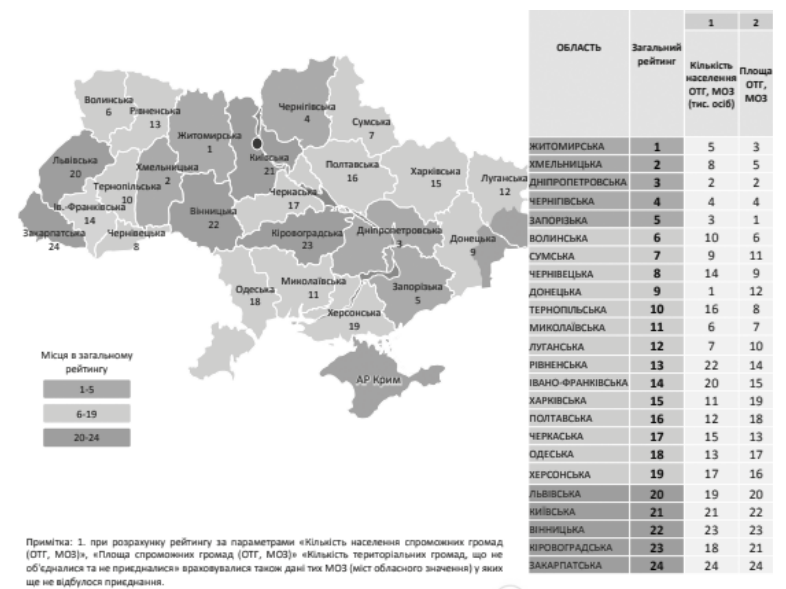 Волинська
6
Рівненська
13
Житомирська
1
Чернігівська
4
Сумська
7
Київська
21
Львівська
20
Тернопільська
10
Хмельницька
2
Ів.-Франківська
14
Закарпатська
24
Чернівецька
8
Вінницька
22
Черкаська
17
Полтавська
16
Харківська
15
Луганська
12
Кіровоградська
23
Дніпропетровська
3
Донецька
9
Одеська
18
Миколаївська
11
Запорізька
5
Херсонська
19
АР Крим
Місця в загальному
рейтингу
1-5
6-19
20-24
Примітка: 1. при розрахунку рейтингу за параметрами «Кількість населення спроможних громад
(ОТГ, МОЗ)», «Площа спроможних громад (ОТГ, МОЗ)» «Кількість територіальних громад, що не
об'єдналися та не приєдналися» враховувалися також дані тих МОЗ (міст обласного значення) у яких
ще не відбулося приєднання.
1 2
ОБЛАСТЬ
Загальний
рейтинг
Кількість
населення
ОТГ, МОЗ
(тис. осіб)
Площа
ОТГ,
МОЗ
ЖИТОМИРСЬКА 1 5 3
ХМЕЛЬНИЦЬКА 2 8 5
ДНІПРОПЕТРОВСЬКА 3 2 2
ЧЕРНІГІВСЬКА 4 4 4
ЗАПОРІЗЬКА 5 3 1
ВОЛИНСЬКА 6 10 6
СУМСЬКА 7 9 11
ЧЕРНІВЕЦЬКА 8 14 9
ДОНЕЦЬКА 9 1 12
ТЕРНОПІЛЬСЬКА 10 16 8
МИКОЛАЇВСЬКА 11 6 7
ЛУГАНСЬКА 12 7 10
РІВНЕНСЬКА 13 22 14
ІВАНО-ФРАНКІВСЬКА 14 20 15
ХАРКІВСЬКА 15 11 19
ПОЛТАВСЬКА 16 12 18
ЧЕРКАСЬКА 17 15 13
ОДЕСЬКА 18 13 17
ХЕРСОНСЬКА 19 17 16
ЛЬВІВСЬКА 20 19 20
КИЇВСЬКА 21 21 22
ВІННИЦЬКА 22 23 23
КІРОВОГРАДСЬКА 23 18 21
ЗАКАРПАТСЬКА 24 24 24